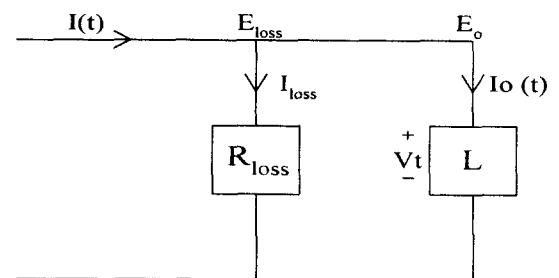 I(t) E_loss E_o
I_loss Io (t)
R_loss + Vt − L